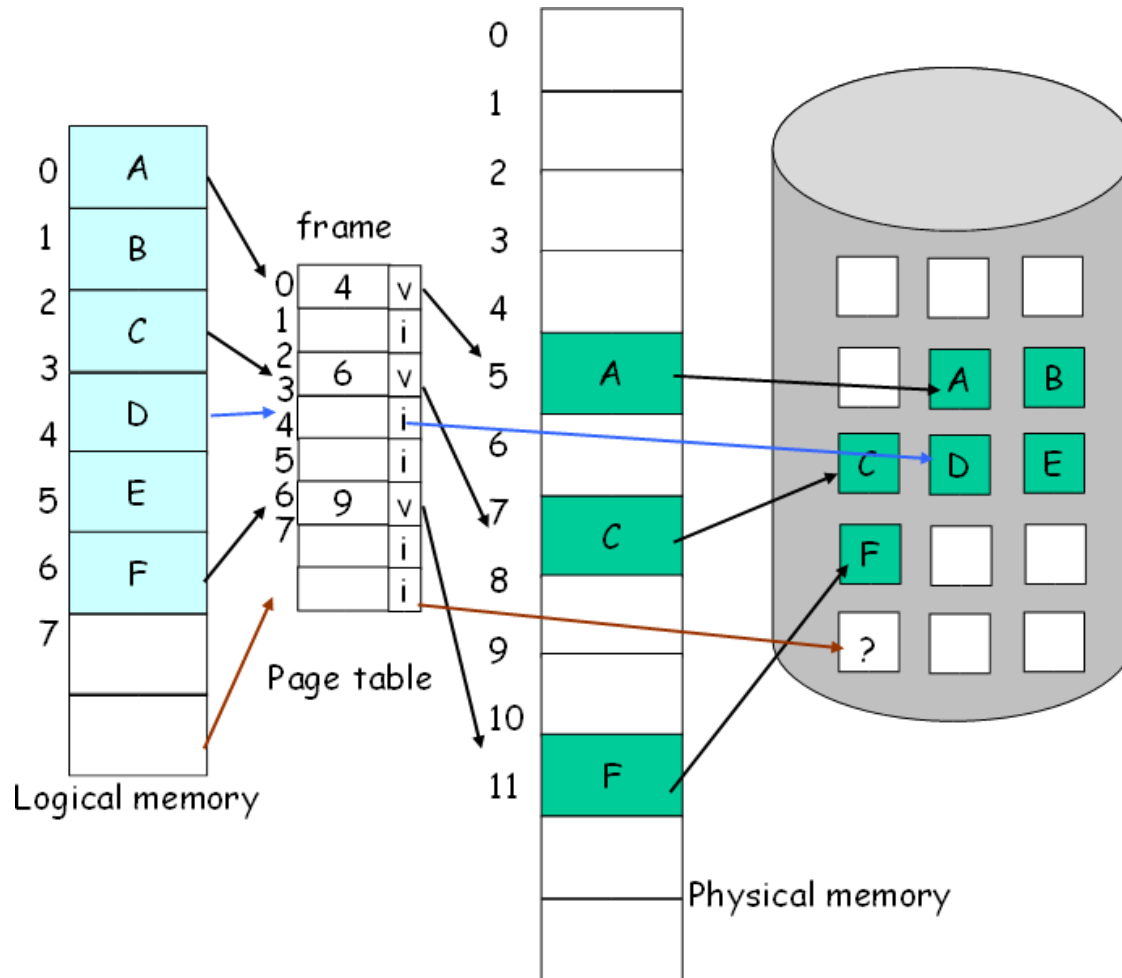 0 A
1 B
2 C
3 D
4 E
5 F
6
7
Logical memory
frame
0 4 v
1 i
2 6 v
3 i
4 i
5 9 v
6 i
7 i
Page table
0
1
2
3
4
5 A
6
7 C
8
9
10
11 F
Physical memory
A B
C D E
F
?